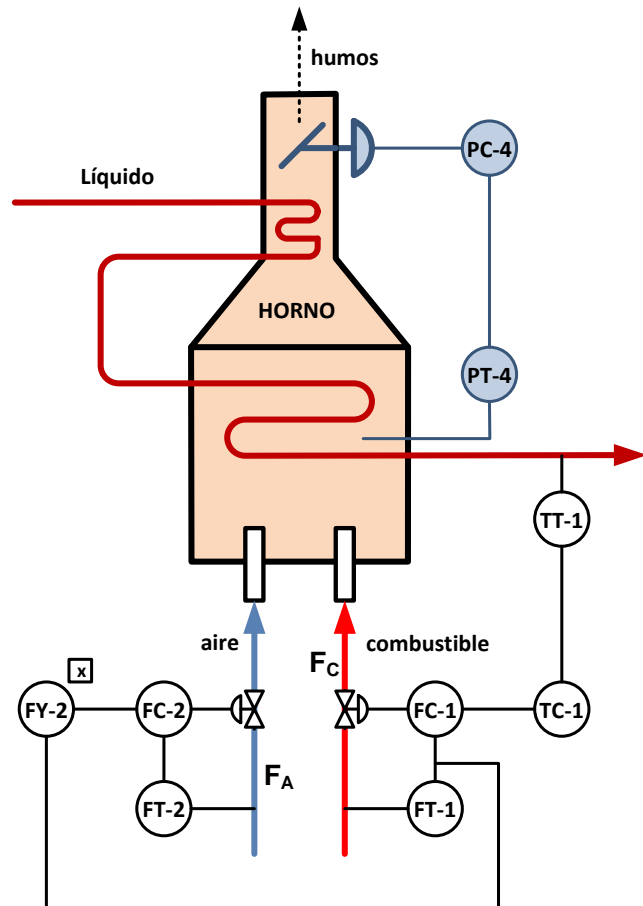 humos
PC-4
Líquido
HORNO
PT-4
TT-1
aire
combustible
FC
x
FY-2
FC-2
FC-1
TC-1
FA
FT-2
FT-1